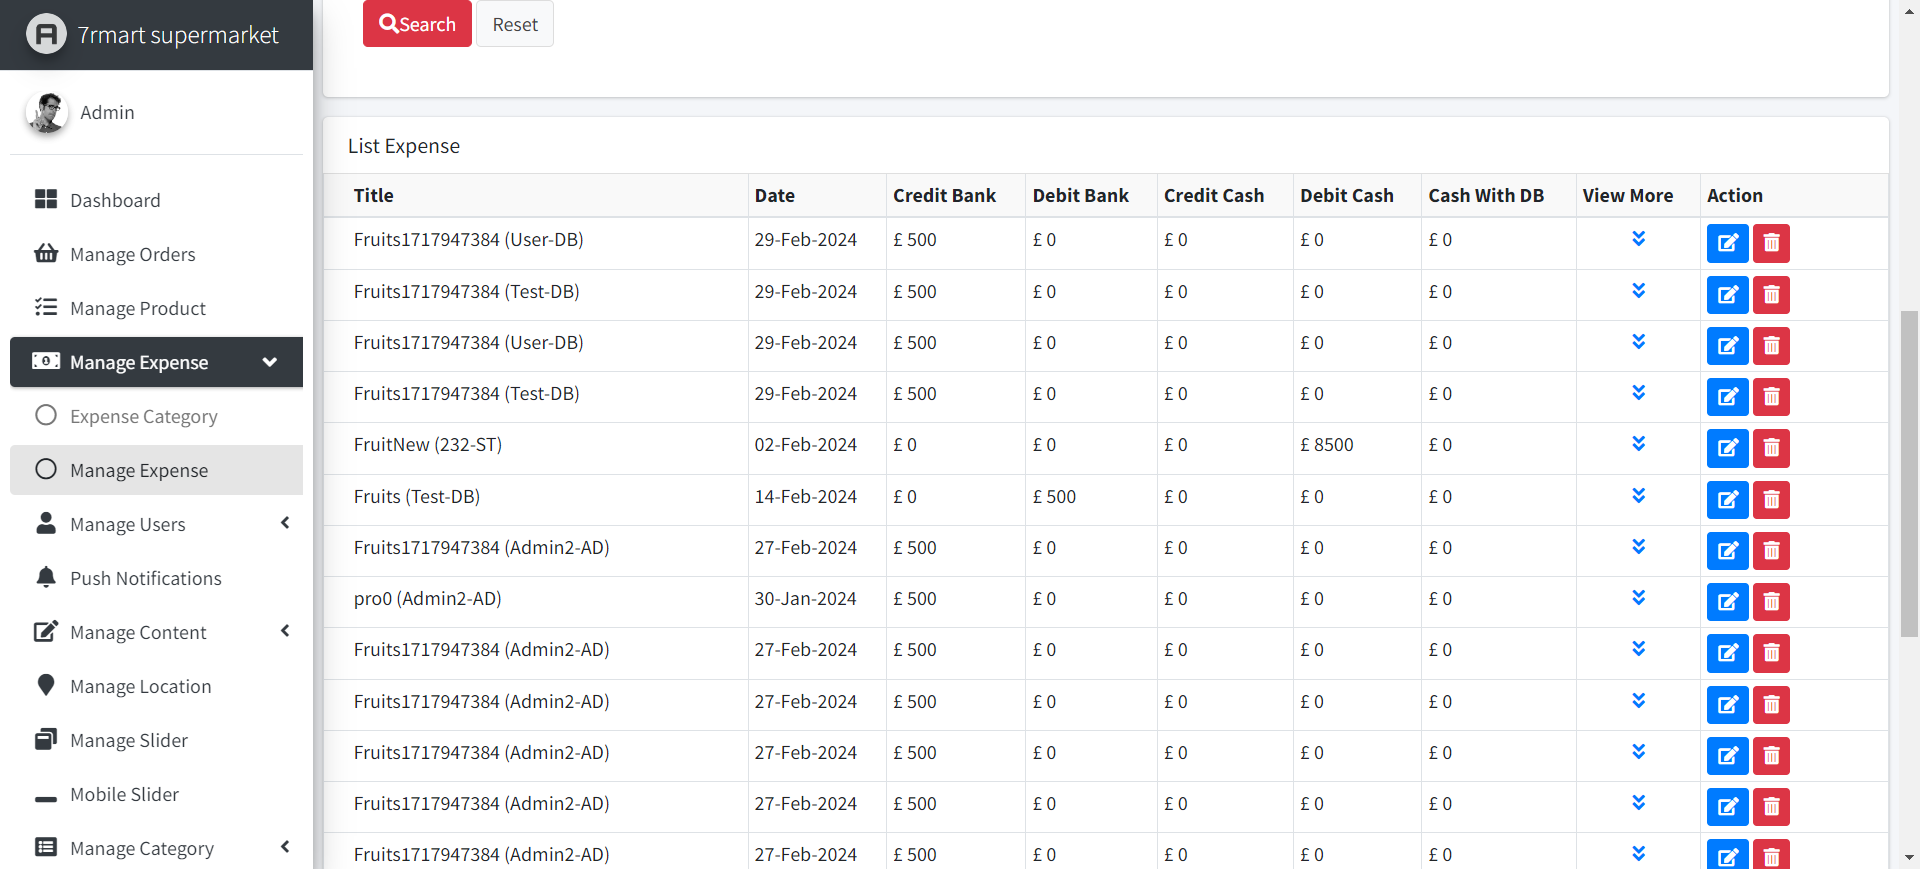 7rmart supermarket
Admin
Dashboard
Manage Orders
Manage Product
Manage Expense
Expense Category
Manage Expense
Manage Users
Push Notifications
Manage Content
Manage Location
Manage Slider
Mobile Slider
Manage Category
Search Reset
List Expense
Title Date Credit Bank Debit Bank Credit Cash Debit Cash Cash With DB View More Action
Fruits1717947384 (User-DB) 29-Feb-2024 £ 500 £ 0 £ 0 £ 0 £ 0
Fruits1717947384 (Test-DB) 29-Feb-2024 £ 500 £ 0 £ 0 £ 0 £ 0
Fruits1717947384 (User-DB) 29-Feb-2024 £ 500 £ 0 £ 0 £ 0 £ 0
Fruits1717947384 (Test-DB) 29-Feb-2024 £ 500 £ 0 £ 0 £ 0 £ 0
FruitNew (232-ST) 02-Feb-2024 £ 0 £ 0 £ 0 £ 8500 £ 0
Fruits (Test-DB) 14-Feb-2024 £ 0 £ 500 £ 0 £ 0 £ 0
Fruits1717947384 (Admin2-AD) 27-Feb-2024 £ 500 £ 0 £ 0 £ 0 £ 0
pro0 (Admin2-AD) 30-Jan-2024 £ 500 £ 0 £ 0 £ 0 £ 0
Fruits1717947384 (Admin2-AD) 27-Feb-2024 £ 500 £ 0 £ 0 £ 0 £ 0
Fruits1717947384 (Admin2-AD) 27-Feb-2024 £ 500 £ 0 £ 0 £ 0 £ 0
Fruits1717947384 (Admin2-AD) 27-Feb-2024 £ 500 £ 0 £ 0 £ 0 £ 0
Fruits1717947384 (Admin2-AD) 27-Feb-2024 £ 500 £ 0 £ 0 £ 0 £ 0
Fruits1717947384 (Admin2-AD) 27-Feb-2024 £ 500 £ 0 £ 0 £ 0 £ 0